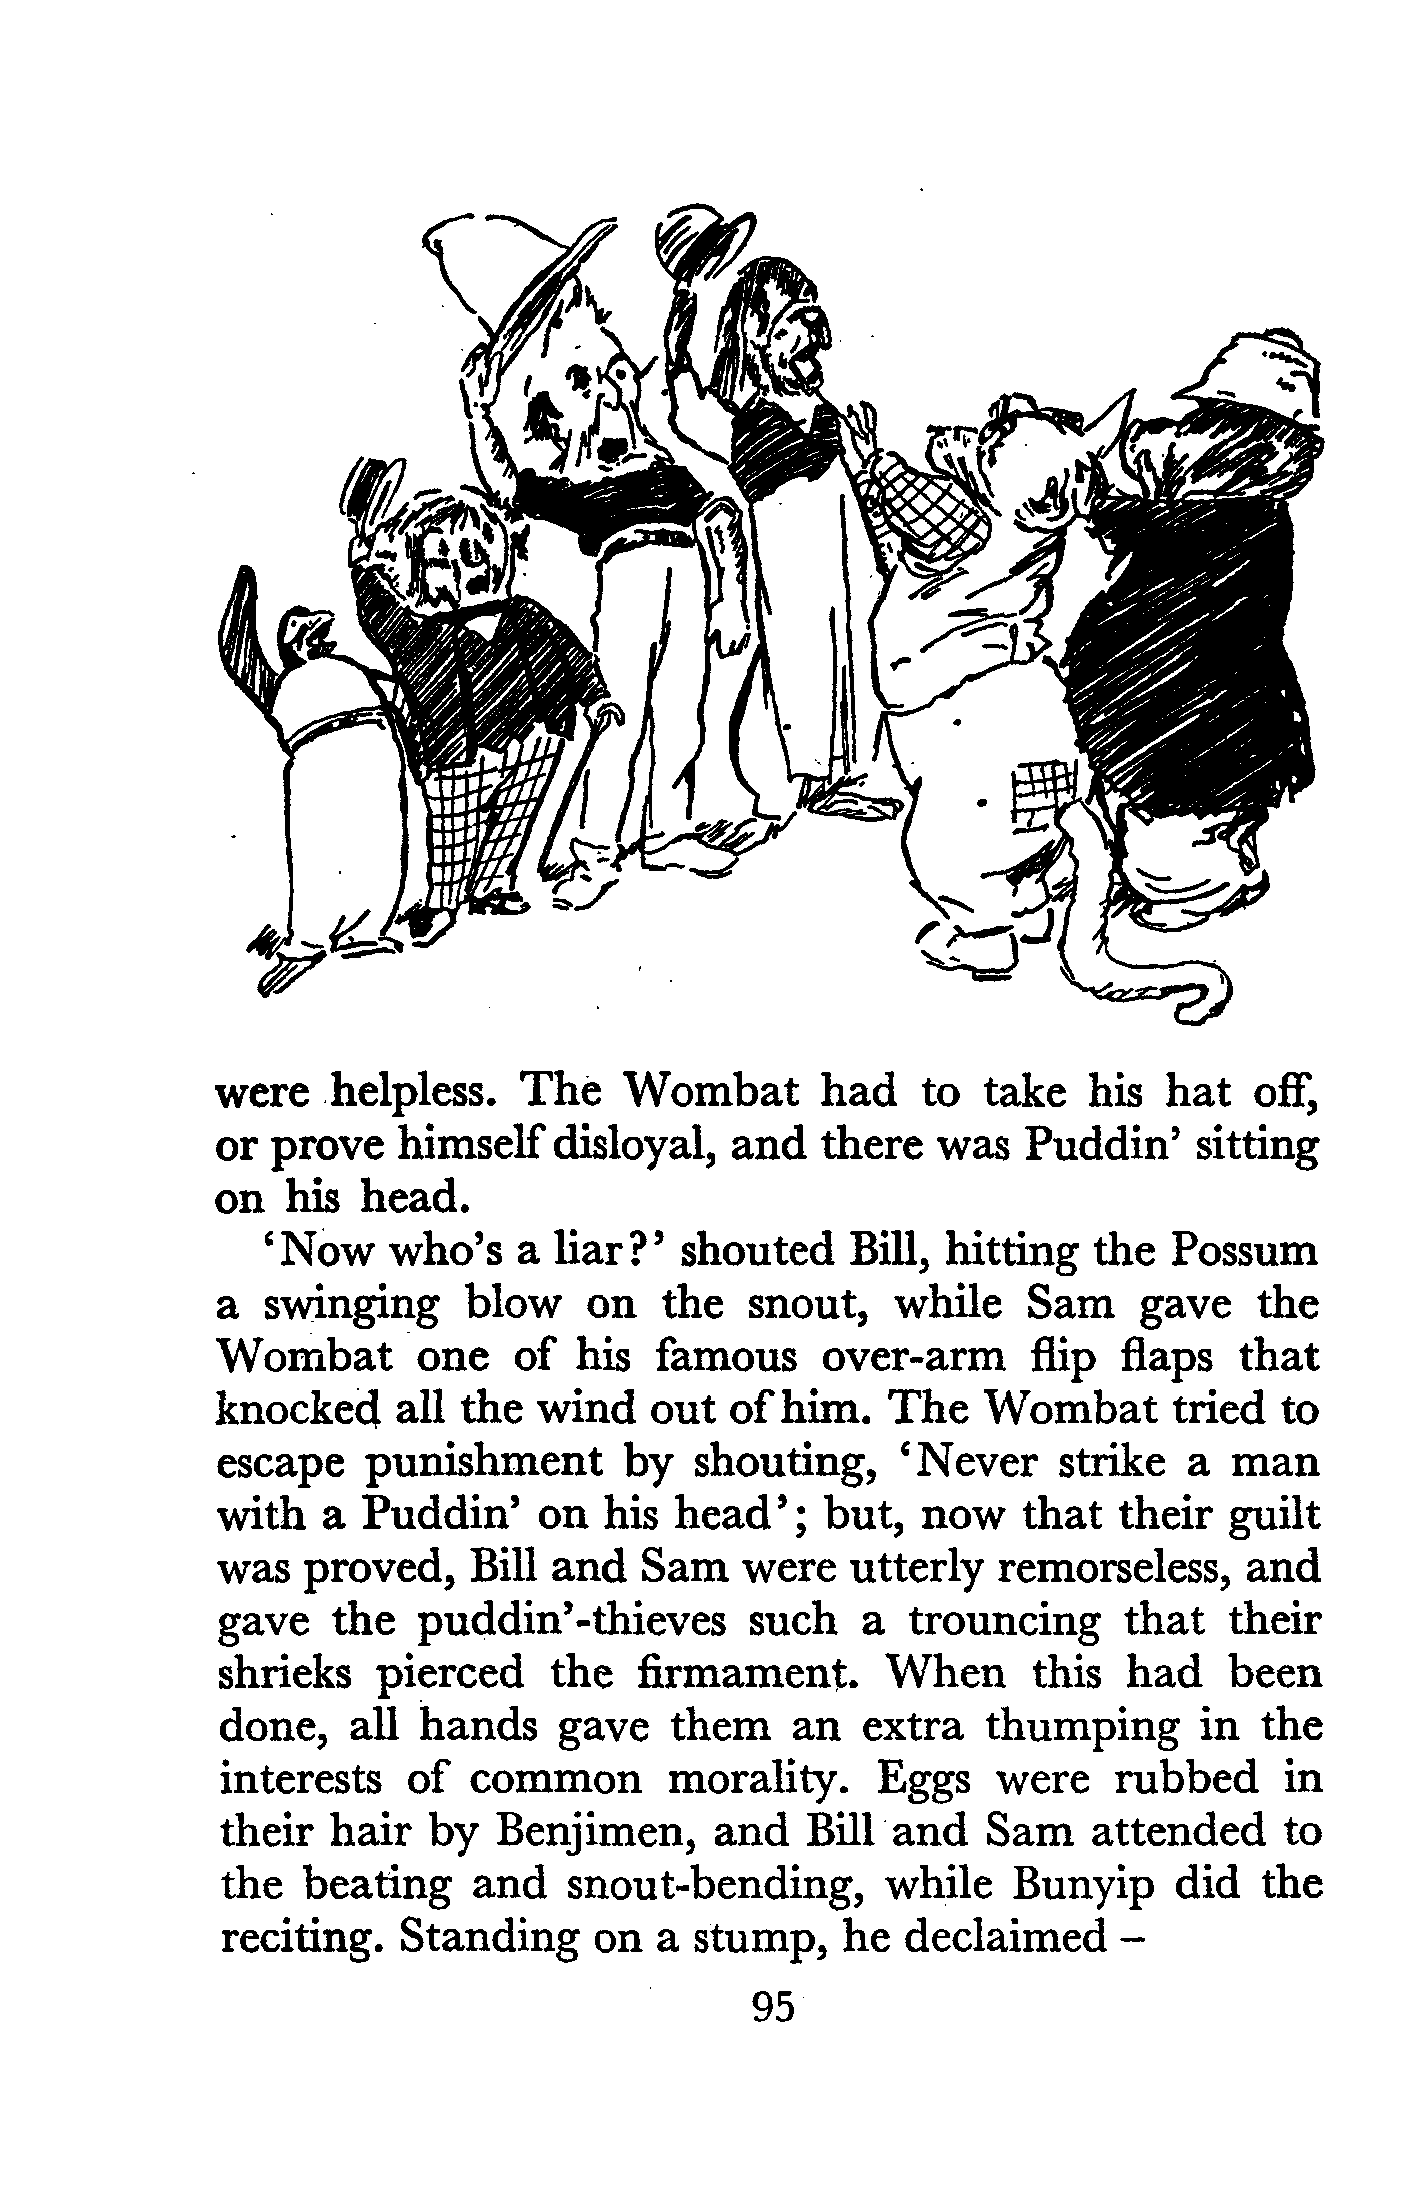 were helpless. The Wombat had to take his hat off,
or prove himself disloyal, and there was Puddin’ sitting
on his head.
‘Now who’s a liar?’ shouted Bill, hitting the Possum
a swinging blow on the snout, while Sam gave the
Wombat one of his famous over-arm flip flaps that
knocked all the wind out of him. The Wombat tried to
escape punishment by shouting, ‘Never strike a man
with a Puddin’ on his head’; but, now that their guilt
was proved, Bill and Sam were utterly remorseless, and
gave the puddin’-thieves such a trouncing that their
shrieks pierced the firmament. When this had been
done, all hands gave them an extra thumping in the
interests of common morality. Eggs were rubbed in
their hair by Benjimen, and Bill and Sam attended to
the beating and snout-bending, while Bunyip did the
reciting. Standing on a stump, he declaimed –
95